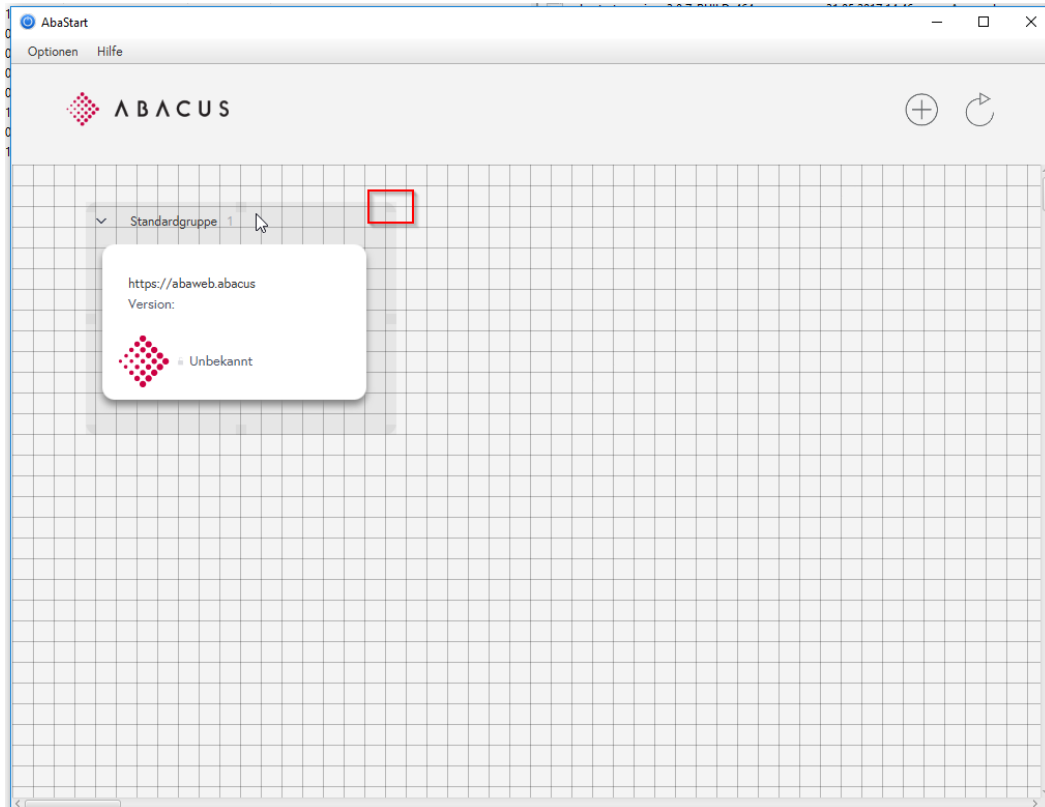 AbaStart
Optionen Hilfe
ABACUS
Standardgruppe 1
https://abaweb.abacus
Version:
Unbekannt